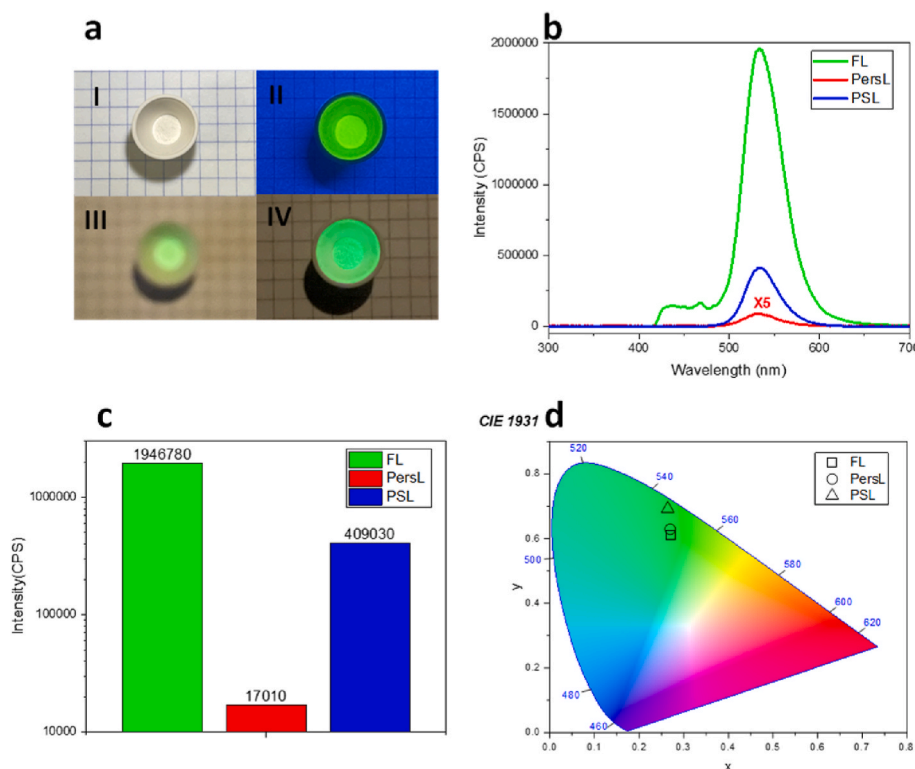 a
I
II
III
IV
b
2000000
1500000
1000000
500000
0
Intensity (CPS)
FL
PersL
PSL
X5
300
400
500
600
700
Wavelength (nm)
c
1946780
17010
409030
FL
PersL
PSL
1000000
100000
10000
Intensity(CPS)
CIE 1931
d
FL
PersL
PSL
520
540
560
580
600
620
500
480
460
0.8
0.6
0.4
0.2
0.0
y
0.0
0.1
0.2
0.3
0.4
0.5
0.6
0.7
0.8
x